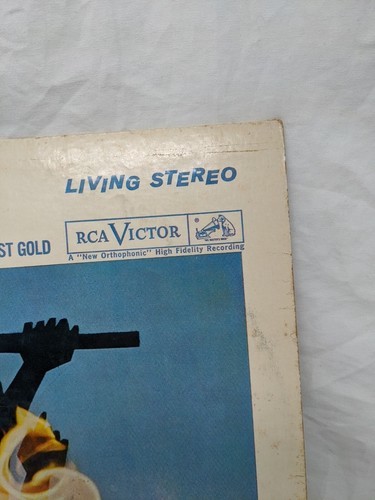 LIVING STEREO
ST GOLD
RCA VICTOR
A "New Orthophonic" High Fidelity Recording